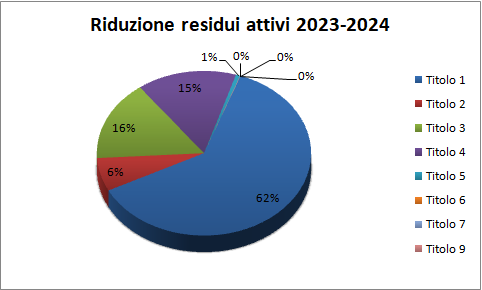 Riduzione residui attivi 2023-2024
1%
0%
0%
0%
15%
16%
6%
62%
Titolo 1
Titolo 2
Titolo 3
Titolo 4
Titolo 5
Titolo 6
Titolo 7
Titolo 9